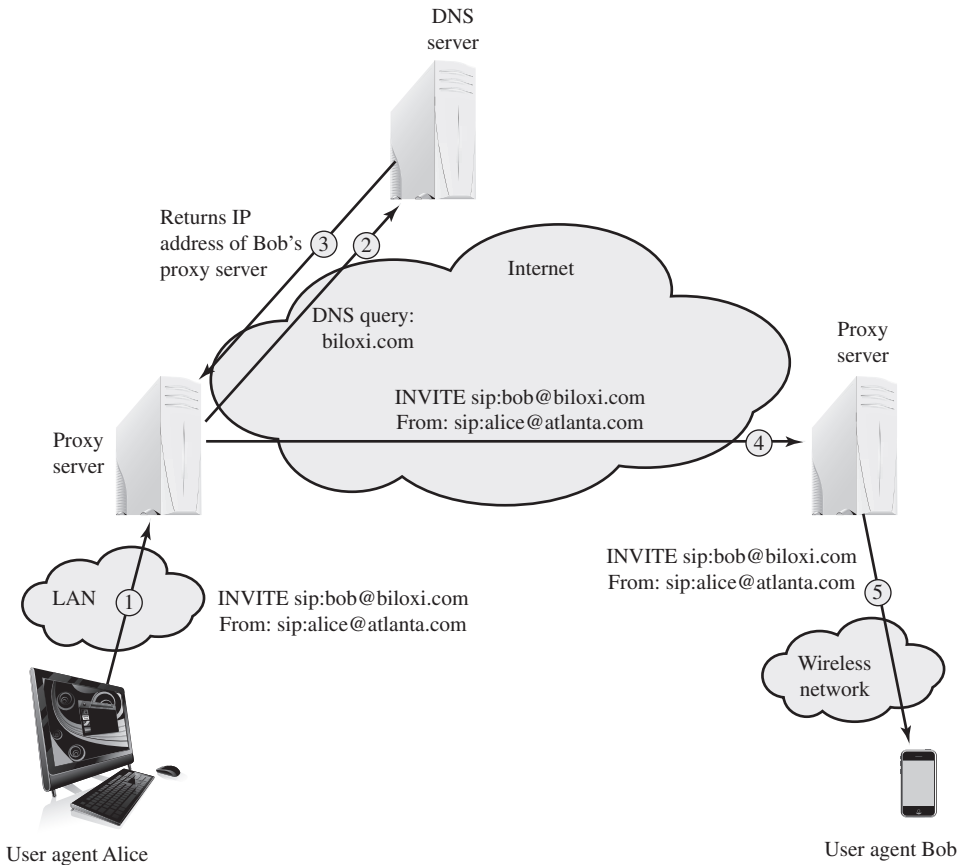 DNS
server
Returns IP
address of Bob's
proxy server
3
2
Internet
DNS query:
biloxi.com
Proxy
server
INVITE sip:bob@biloxi.com
From: sip:alice@atlanta.com
4
Proxy
server
INVITE sip:bob@biloxi.com
From: sip:alice@atlanta.com
5
LAN
1
INVITE sip:bob@biloxi.com
From: sip:alice@atlanta.com
Wireless
network
User agent Alice
User agent Bob